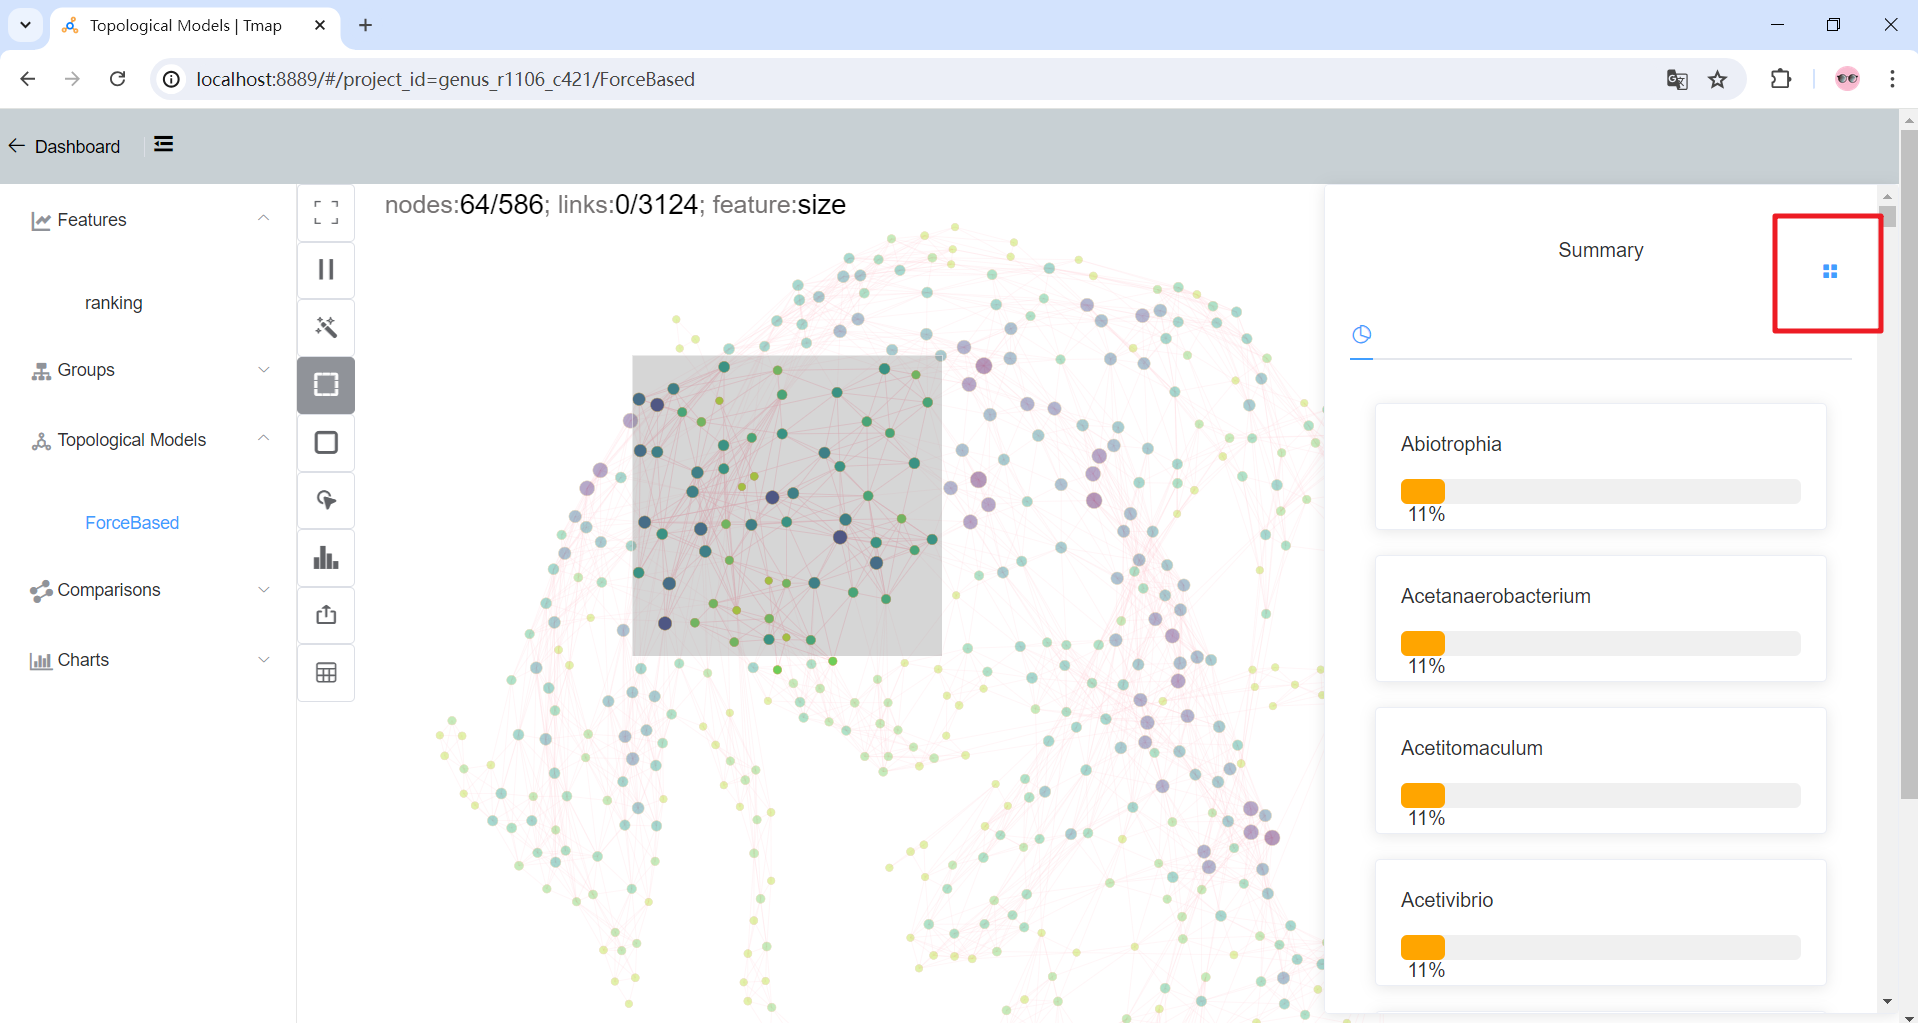 Topological Models | Tmap
localhost:8889/#/project_id=genus_r1106_c421/ForceBased
Dashboard
Features
ranking
Groups
Topological Models
ForceBased
Comparisons
Charts
nodes:64/586; links:0/3124; feature:size
Summary
Abiotrophia
11%
Acetanaerobacterium
11%
Acetitomaculum
11%
Acetivibrio
11%